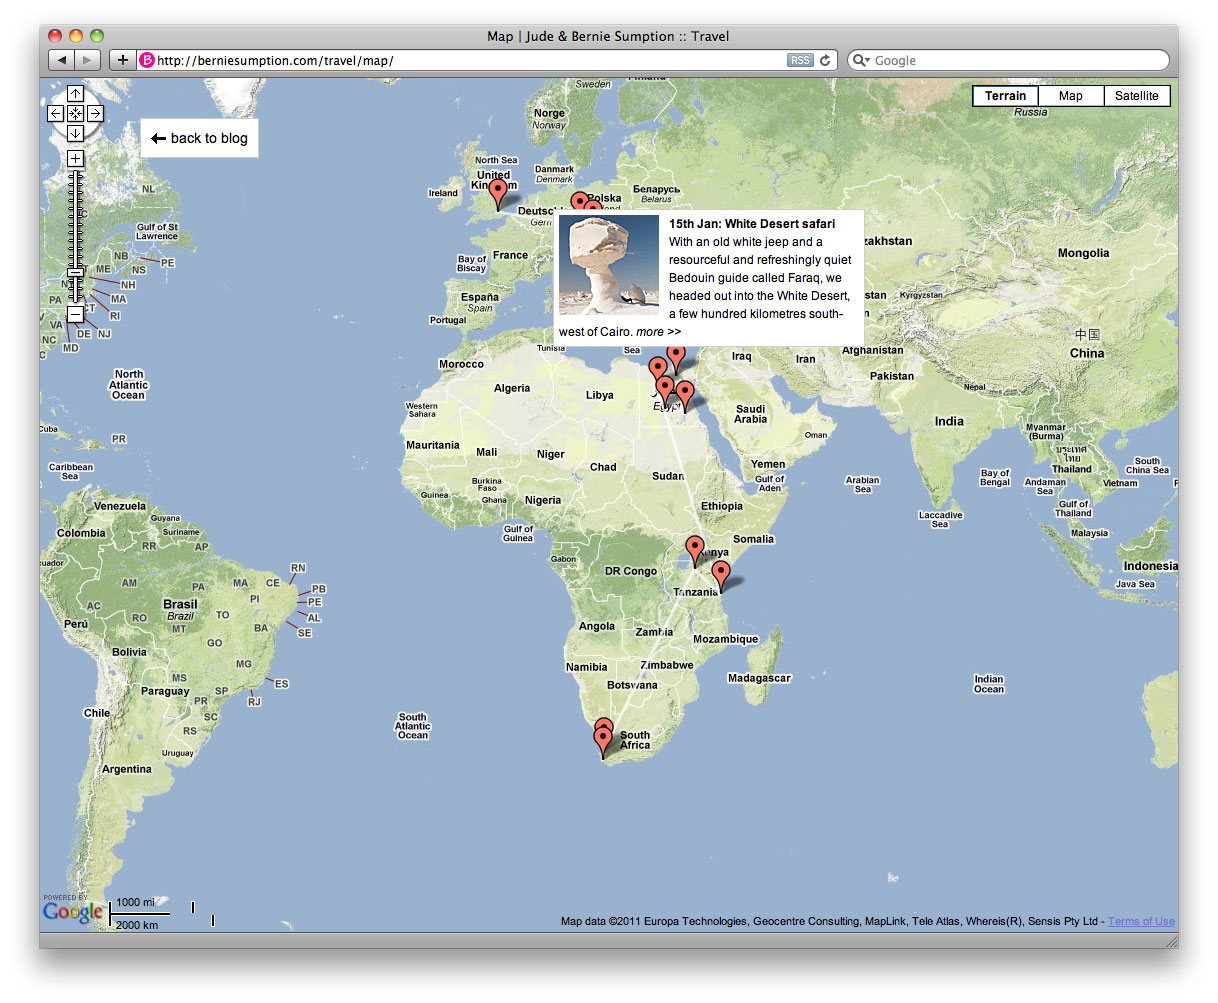 Map | Jude & Bernie Sumption :: Travel
http://berniesumption.com/travel/map/
RSS
Google
Terrain
Map
Satellite
back to blog
Sweden
Norge
Norway
Russia
North Sea
United
Kingdom
Ireland
Danmark
Denmark
Беларусь
Belarus
Polska
Deutschl
Germ
France
Bay of
Biscay
España
Spain
Portugal
15th Jan: White Desert safari
With an old white jeep and a
resourceful and refreshingly quiet
Bedouin guide called Faraq, we
headed out into the White Desert,
a few hundred kilometres south-
west of Cairo. more >>
zakhstan
Mongolia
Kyrgyzstan
stan
中国
China
Afghanistan
Pakistan
Nepal
India
Iran
Iraq
Tunisia
Sea
NL
Gulf of St
Lawrence
NB
PE
ME
NS
NH
MA
PA
CT
RI
VA
DE
NJ
NC
MD
North
Atlantic
Ocean
Morocco
Algeria
Libya
Egypt
Western
Sahara
Saudi
Arabia
Oman
Mauritania
Mali
Niger
Chad
Sudan
Yemen
Gulf of
Aden
Arabian
Sea
Bay of
Bengal
Myanmar
(Burma)
ประเทศ
ไทย
Thailand
Andaman
Sea
Vietnam
South
China Sea
Gulf of
Thailand
Laccadive
Sea
Malaysia
Indonesia
Java Sea
Cuba
PR
Caribbean
Sea
Burkina
Faso
Guinea
Ghana
Nigeria
Gulf of
Guinea
Ethiopia
Somalia
Kenya
Gabon
DR Congo
Tanzania
Angola
Zambia
Mozambique
Namibia
Zimbabwe
Botswana
Madagascar
South
Africa
Indian
Ocean
South
Atlantic
Ocean
Venezuela
Guyana
Suriname
Colombia
cuador
RR
AP
AM
PA
MA
CE
RN
PB
PE
AL
SE
PI
AC
RO
Brasil
Brazil
TO
BA
MT
GO
Perú
Bolivia
MG
ES
MS
SP
RJ
Paraguay
PR
SC
RS
Chile
Uruguay
Argentina
POWERED BY
Google
1000 mi
2000 km
Map data ©2011 Europa Technologies, Geocentre Consulting, MapLink, Tele Atlas, Whereis(R), Sensis Pty Ltd - Terms of Use